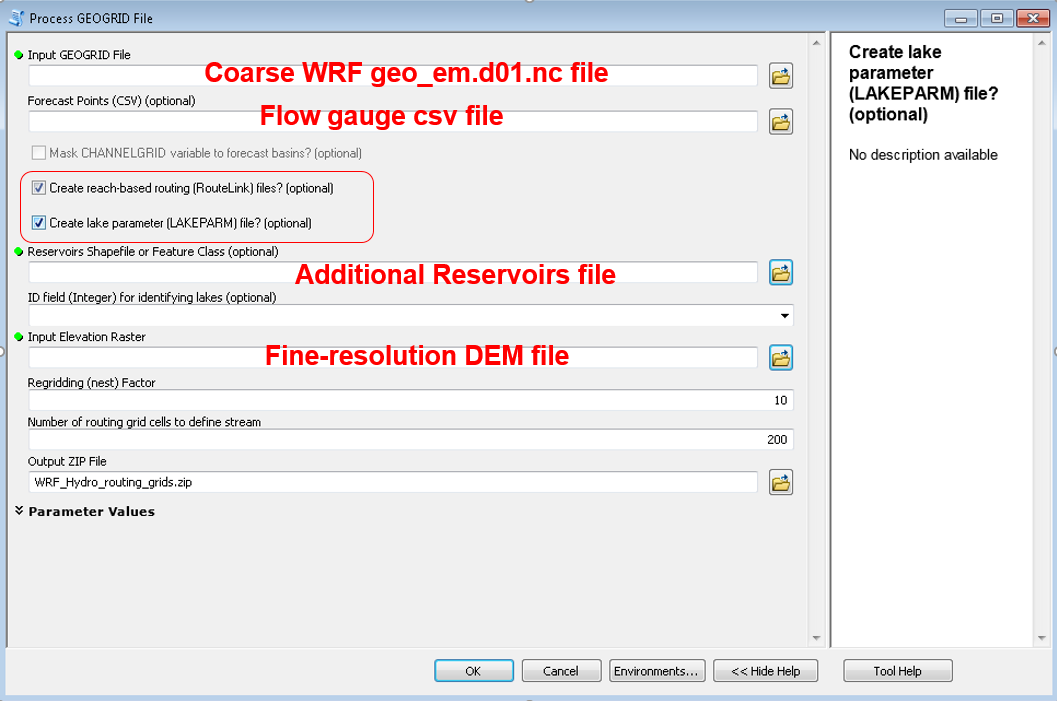 Process GEOGRID File
Input GEOGRID File
Coarse WRF geo_em.d01.nc file
Forecast Points (CSV) (optional)
Flow gauge csv file
Mask CHANNELGRID variable to forecast basins? (optional)
Create reach-based routing (RouteLink) files? (optional)
Create lake parameter (LAKEPARM) file? (optional)
Reservoirs Shapefile or Feature Class (optional)
Additional Reservoirs file
ID field (Integer) for identifying lakes (optional)
Input Elevation Raster
Fine-resolution DEM file
Regridding (nest) Factor
10
Number of routing grid cells to define stream
200
Output ZIP File
WRF_Hydro_routing_grids.zip
Parameter Values
Create lake
parameter
(LAKEPARM) file?
(optional)
No description available
OK
Cancel
Environments...
<< Hide Help
Tool Help